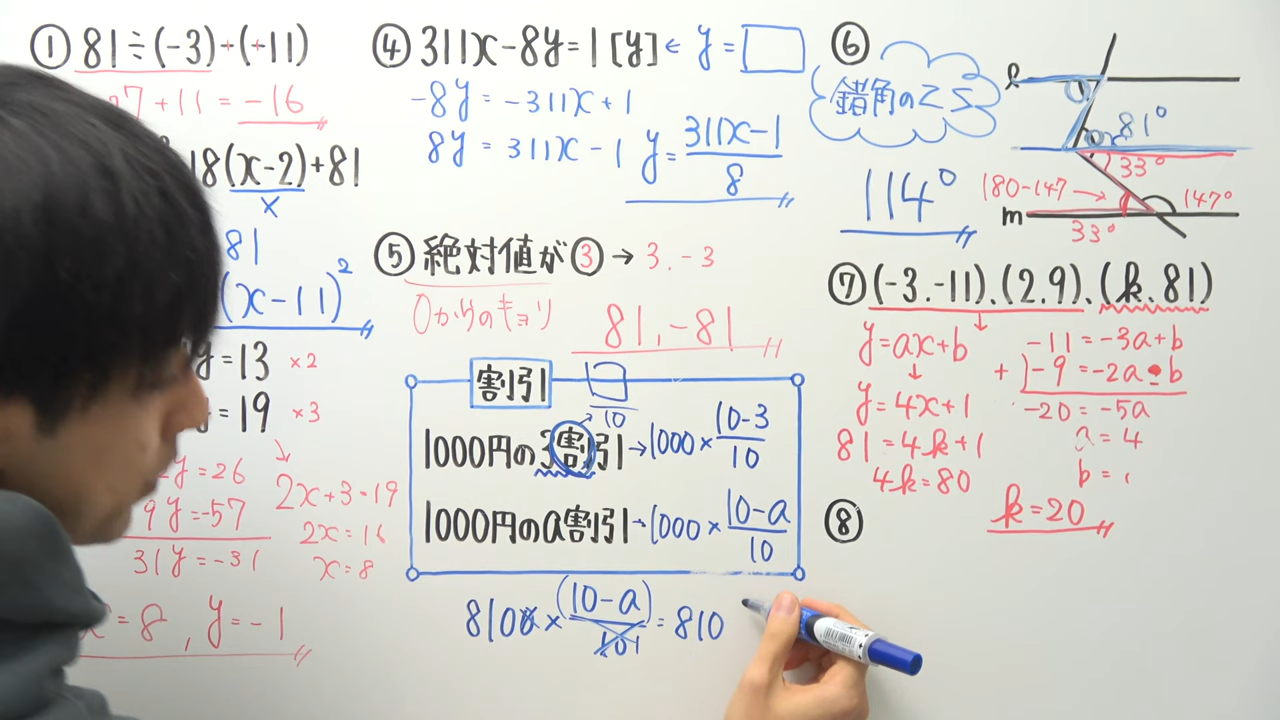 ① 81÷(-3)-(+11)
27+11=-16
18(x-2)+81
x
81
(x-11)²
y=13 ×2
=19 ×3
y=26
9y=-57
31y=-31
2x+3=19
2x=16
x=8
x=8, y=-1
④ 311x-8y=1 [y] ← y=□
-8y=-311x+1
8y=311x-1
y=311x-1/8
⑤ 絶対値が③→3.-3
0からのキョリ
81,-81
割引
□/10
1000円の3割引→1000×10-3/10
1000円のa割引→1000×10-a/10
8100×(10-a)/10=810
⑥
錯角のZS
114°
ℓ
81°
33°
180-147→
147°
m
33°
⑦ (-3.-11).(2.9).(k.81)
y=ax+b
y=4x+1
81=4k+1
4k=80
-11=-3a+b
+)-9=-2a-b
-20=-5a
a=4
b=1
k=20
⑧